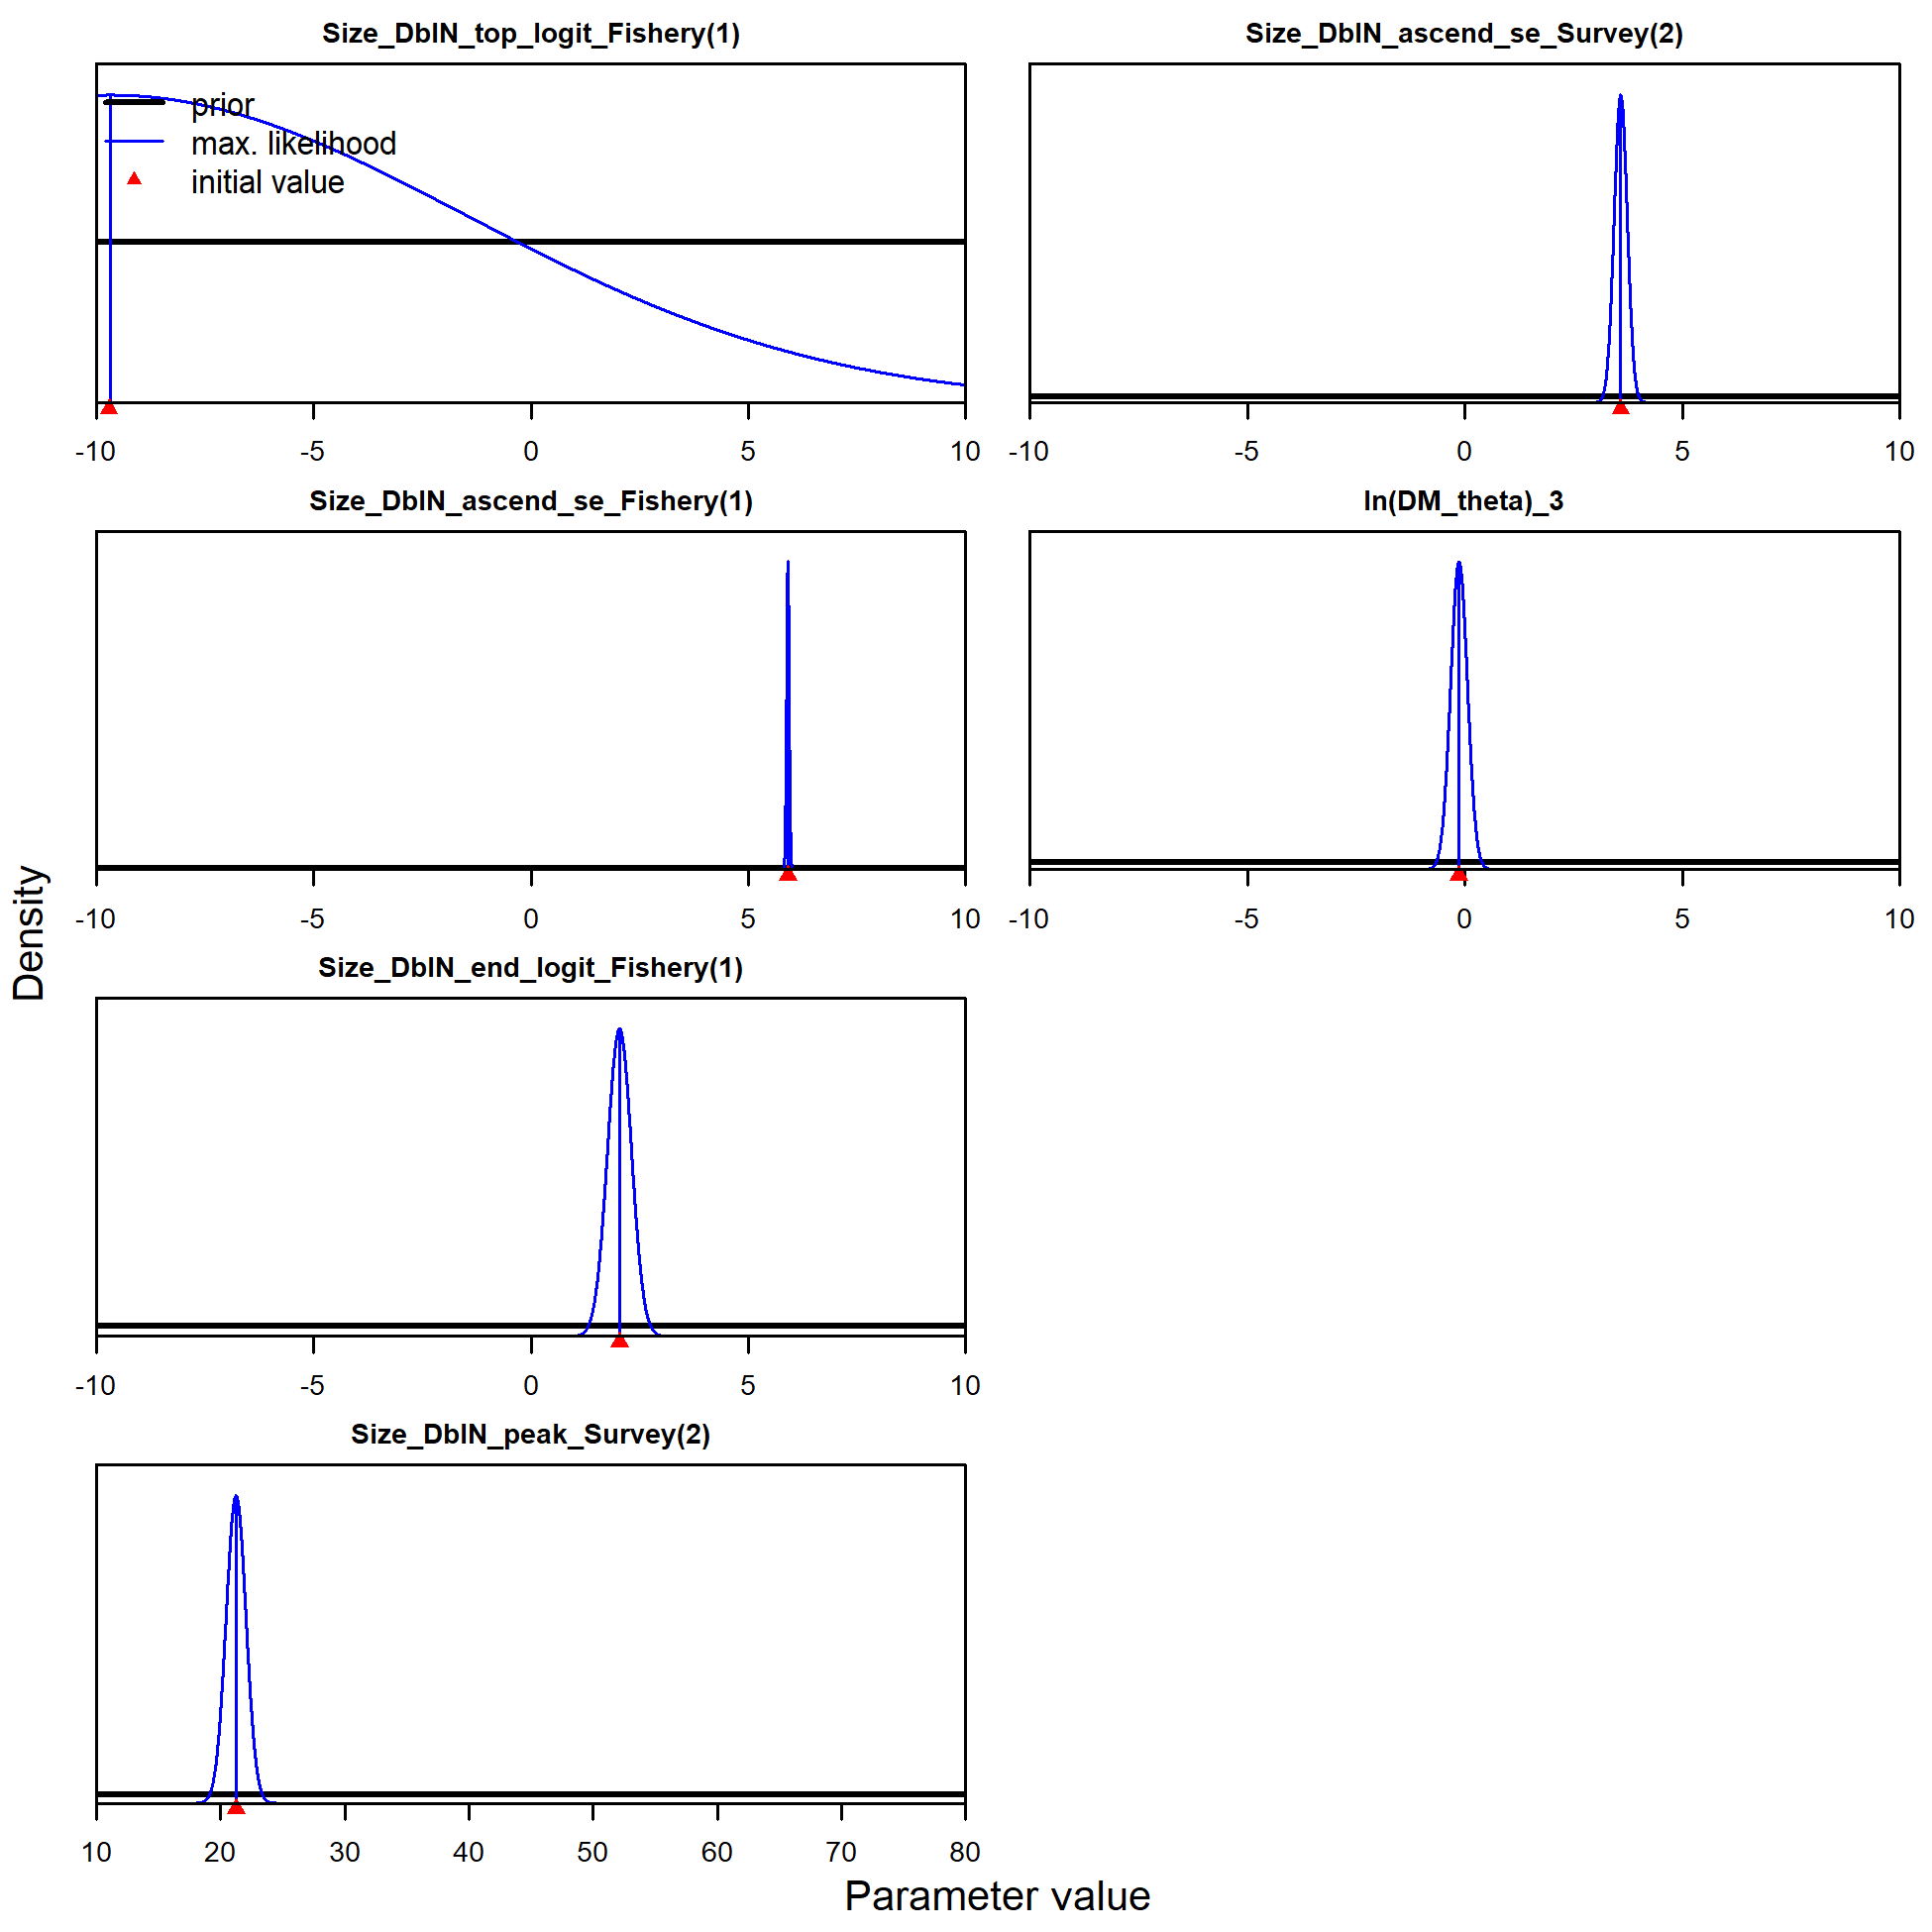 Size_DblN_top_logit_Fishery(1)
prior
max. likelihood
initial value
-10 -5 0 5 10
Size_DblN_ascend_se_Fishery(1)
-10 -5 0 5 10
Size_DblN_end_logit_Fishery(1)
-10 -5 0 5 10
Size_DblN_peak_Survey(2)
10 20 30 40 50 60 70 80
Size_DblN_ascend_se_Survey(2)
-10 -5 0 5 10
ln(DM_theta)_3
-10 -5 0 5 10
Density
Parameter value